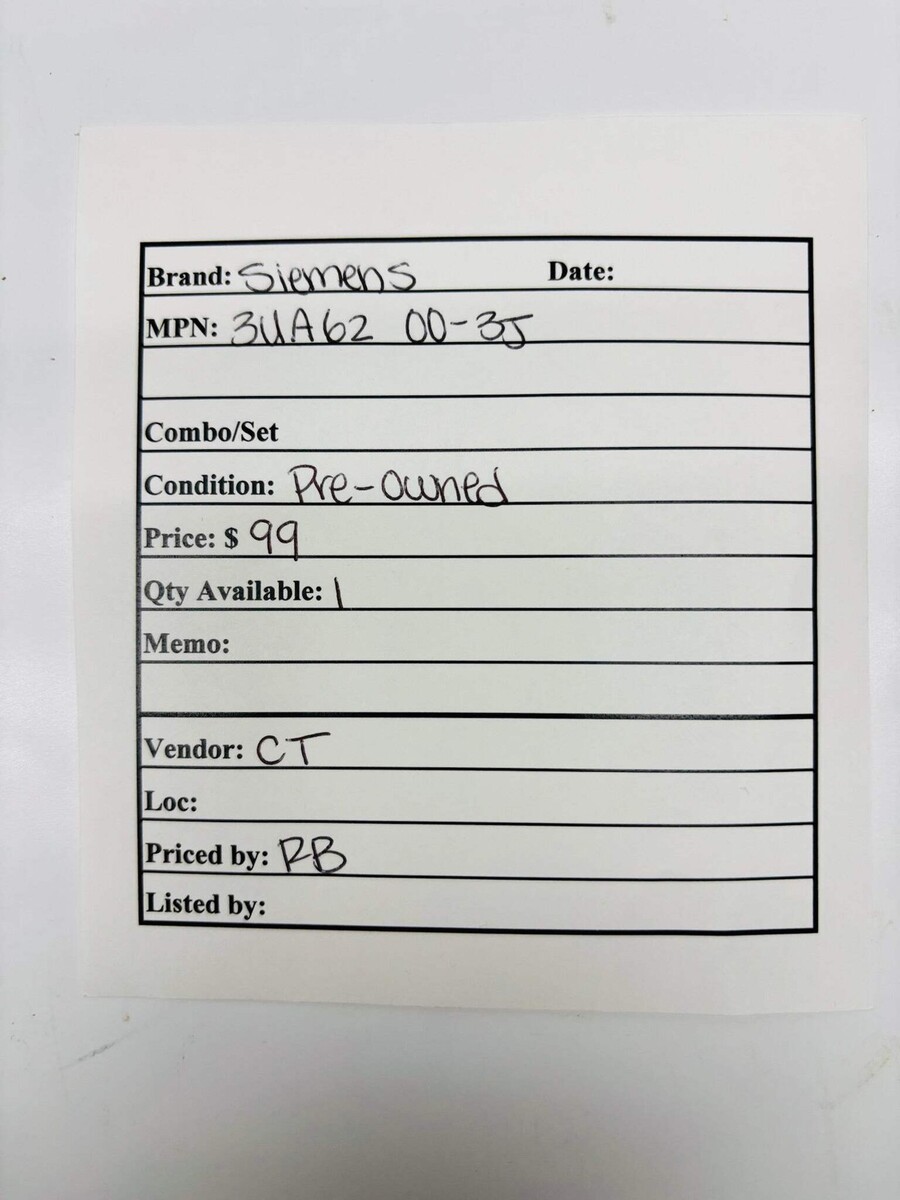 Brand: Siemens Date:
MPN: 3UA62 00-3J
Combo/Set
Condition: Pre-owned
Price: $ 99
Qty Available: 1
Memo:
Vendor: CT
Loc:
Priced by: RB
Listed by: